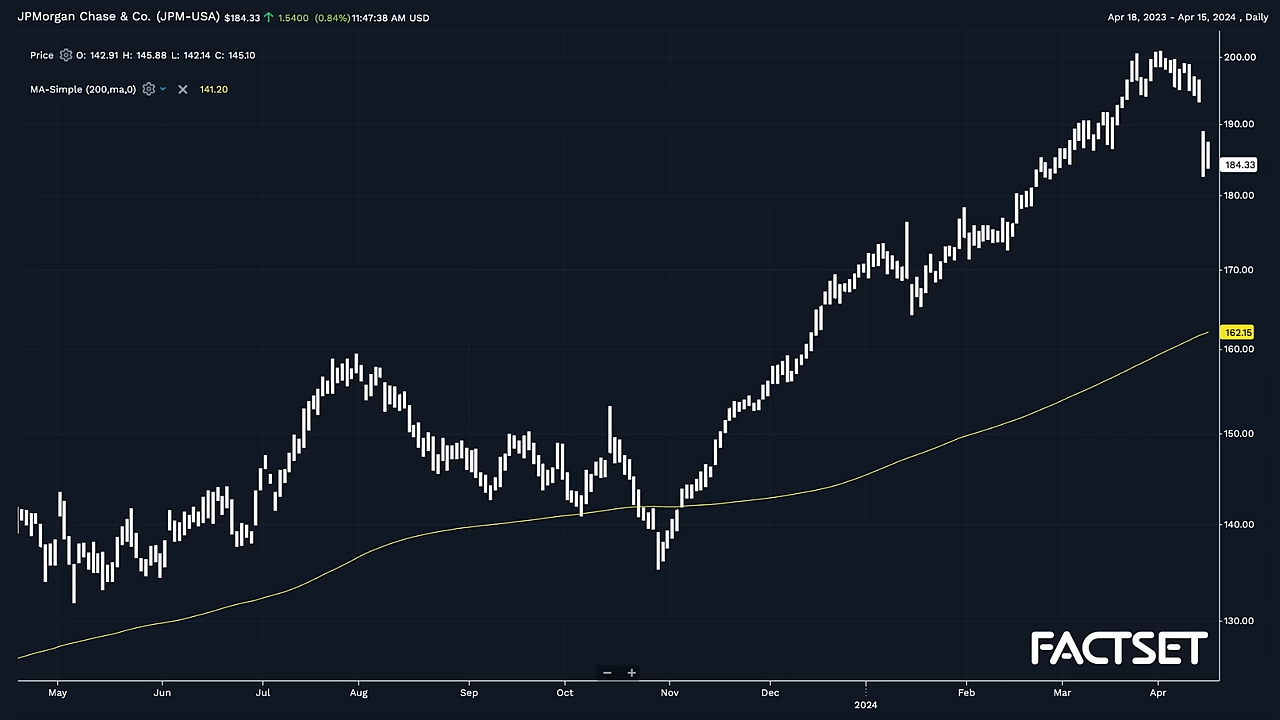 JPMorgan Chase & Co. (JPM-USA) $184.33 ↑ 1.5400 (0.84%) 11:47:38 AM USD
Apr 18, 2023 - Apr 15, 2024 , Daily
Price O: 142.91 H: 145.88 L: 142.14 C: 145.10
MA-Simple (200,ma,0) 141.20
200.00
190.00
184.33
180.00
170.00
162.15
160.00
150.00
140.00
130.00
FACTSET
May Jun Jul Aug Sep Oct Nov Dec Feb Mar Apr
2024